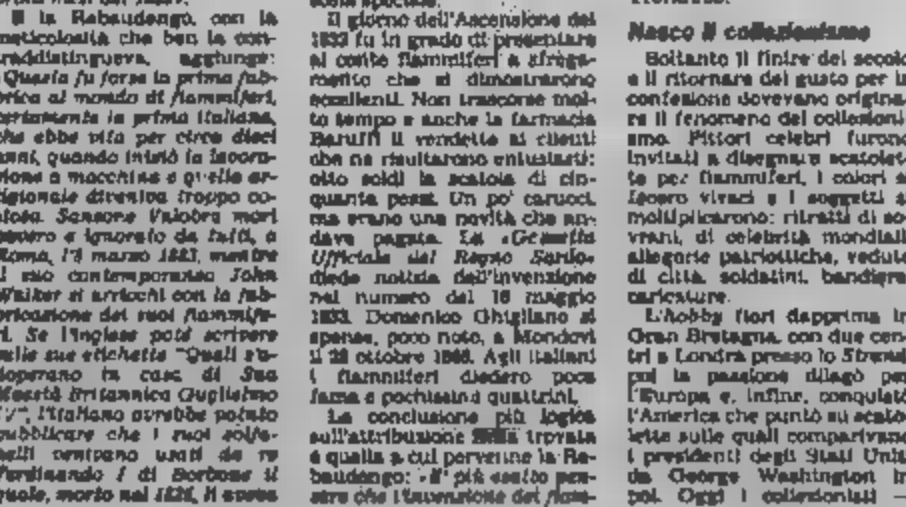 E la Rebaudengo, con la
meticolosità che ben la con-
traddistingueva, aggiunge:
Questa fu forse la prima fab-
brica al mondo di fiammiferi,
certamente la prima italiana,
che ebbe vita per circa dieci
anni, quando iniziò la lavora-
zione a macchina e quella ar-
tigianale diveniva troppo co-
stosa. Sansone Valobra morì
povero e ignorato da tutti, a
Roma, marzo 1883, mentre
il suo contemporaneo John
Walker si arricchì con la fab-
bricazione dei suoi fiammife-
ri. Se l'inglese poté scrivere
sulle sue etichette "Quali s'a-
doperano in casa di Sua
Maestà Britannica Guglielmo
l'italiano avrebbe potuto
pubblicare che i suoi zolfa-
nelli venivano usati da re
Ferdinando I di Borbone il
quale, morto nel
Il giorno dell'Ascensione del
1833 fu in grado di presentare
al conte fiammiferi a sfrega-
mento che si dimostrarono
eccellenti. Non trascorse mol-
to tempo e anche la farmacia
Baruffi li vendette ai clienti
che ne risultarono entusiasti:
otto soldi la scatola di cin-
quanta pezzi. Un po' carucci,
ma erano una novità che an-
dava pagata. La «Gazzetta
Ufficiale del Regno Sardo»
diede notizia dell'invenzione
nel numero del 16 maggio
1833. Domenico Ghigliano si
spense, poco noto, a Mondovì
il 28 ottobre Agli italiani
i fiammiferi diedero poca
fama e pochissimi quattrini.
La conclusione più logica
sull'attribuzione trovata
è quella a cui pervenne la Re-
baudengo: «E' più esatto pen-
sare che l'invenzione dei fiam-
Nasce il collezionismo
Soltanto il finire del secolo
e il ritornare del gusto per la
confezione dovevano origina-
re il fenomeno del collezioni-
smo. Pittori celebri furono
invitati a disegnare scatolet-
te per fiammiferi, i colori si
fecero vivaci e i soggetti si
moltiplicarono: ritratti di so-
vrani, di celebrità mondiali
allegorie patriottiche, vedute
di città, soldatini, bandiere
caricature.
L'hobby fiorì dapprima in
Gran Bretagna, con due cen-
tri a Londra presso lo Strand
poi la passione dilagò per
l'Europa e, infine, conquistò
l'America che puntò su scato-
lette sulle quali comparivano
i presidenti degli Stati Uniti
da George Washington in
poi. Oggi i collezionisti —